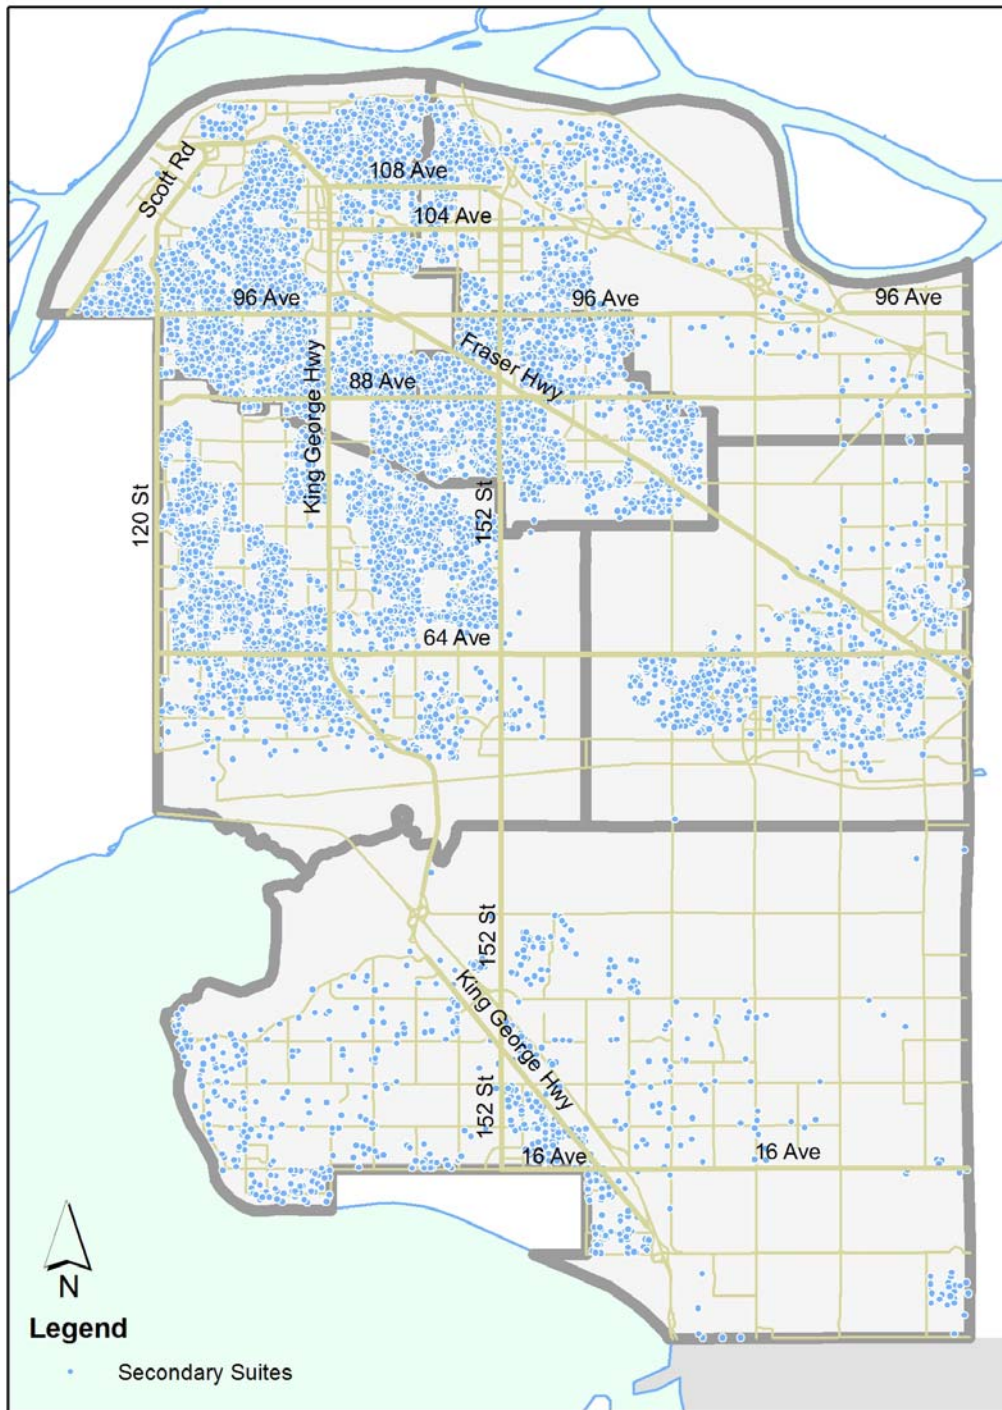 Scott Rd
108 Ave
104 Ave
96 Ave
96 Ave
96 Ave
Fraser Hwy
King George Hwy
88 Ave
120 St
152 St
64 Ave
152 St
King George Hwy
152 St
16 Ave
16 Ave
N
Legend
Secondary Suites